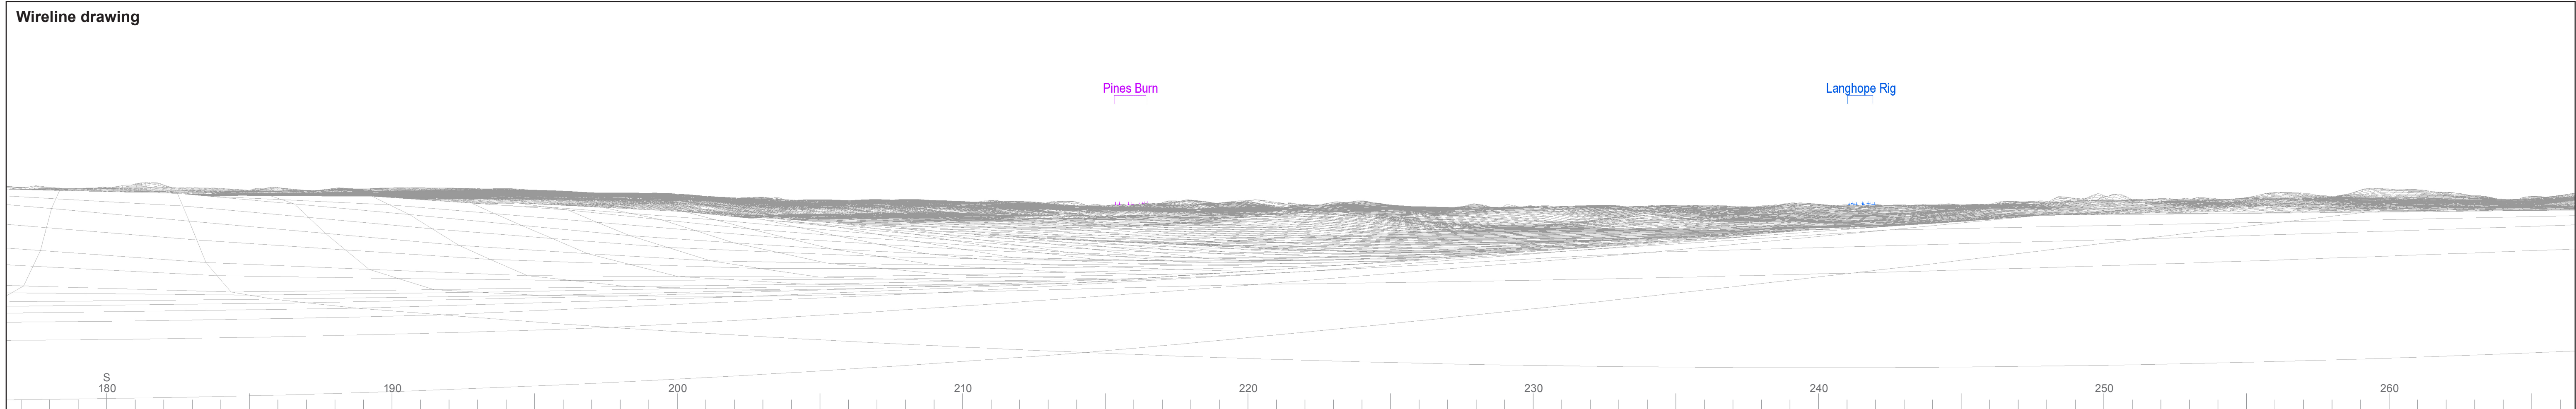 Wireline drawing
Pines Burn
Langhope Rig
S
180 190 200 210 220 230 240 250 260